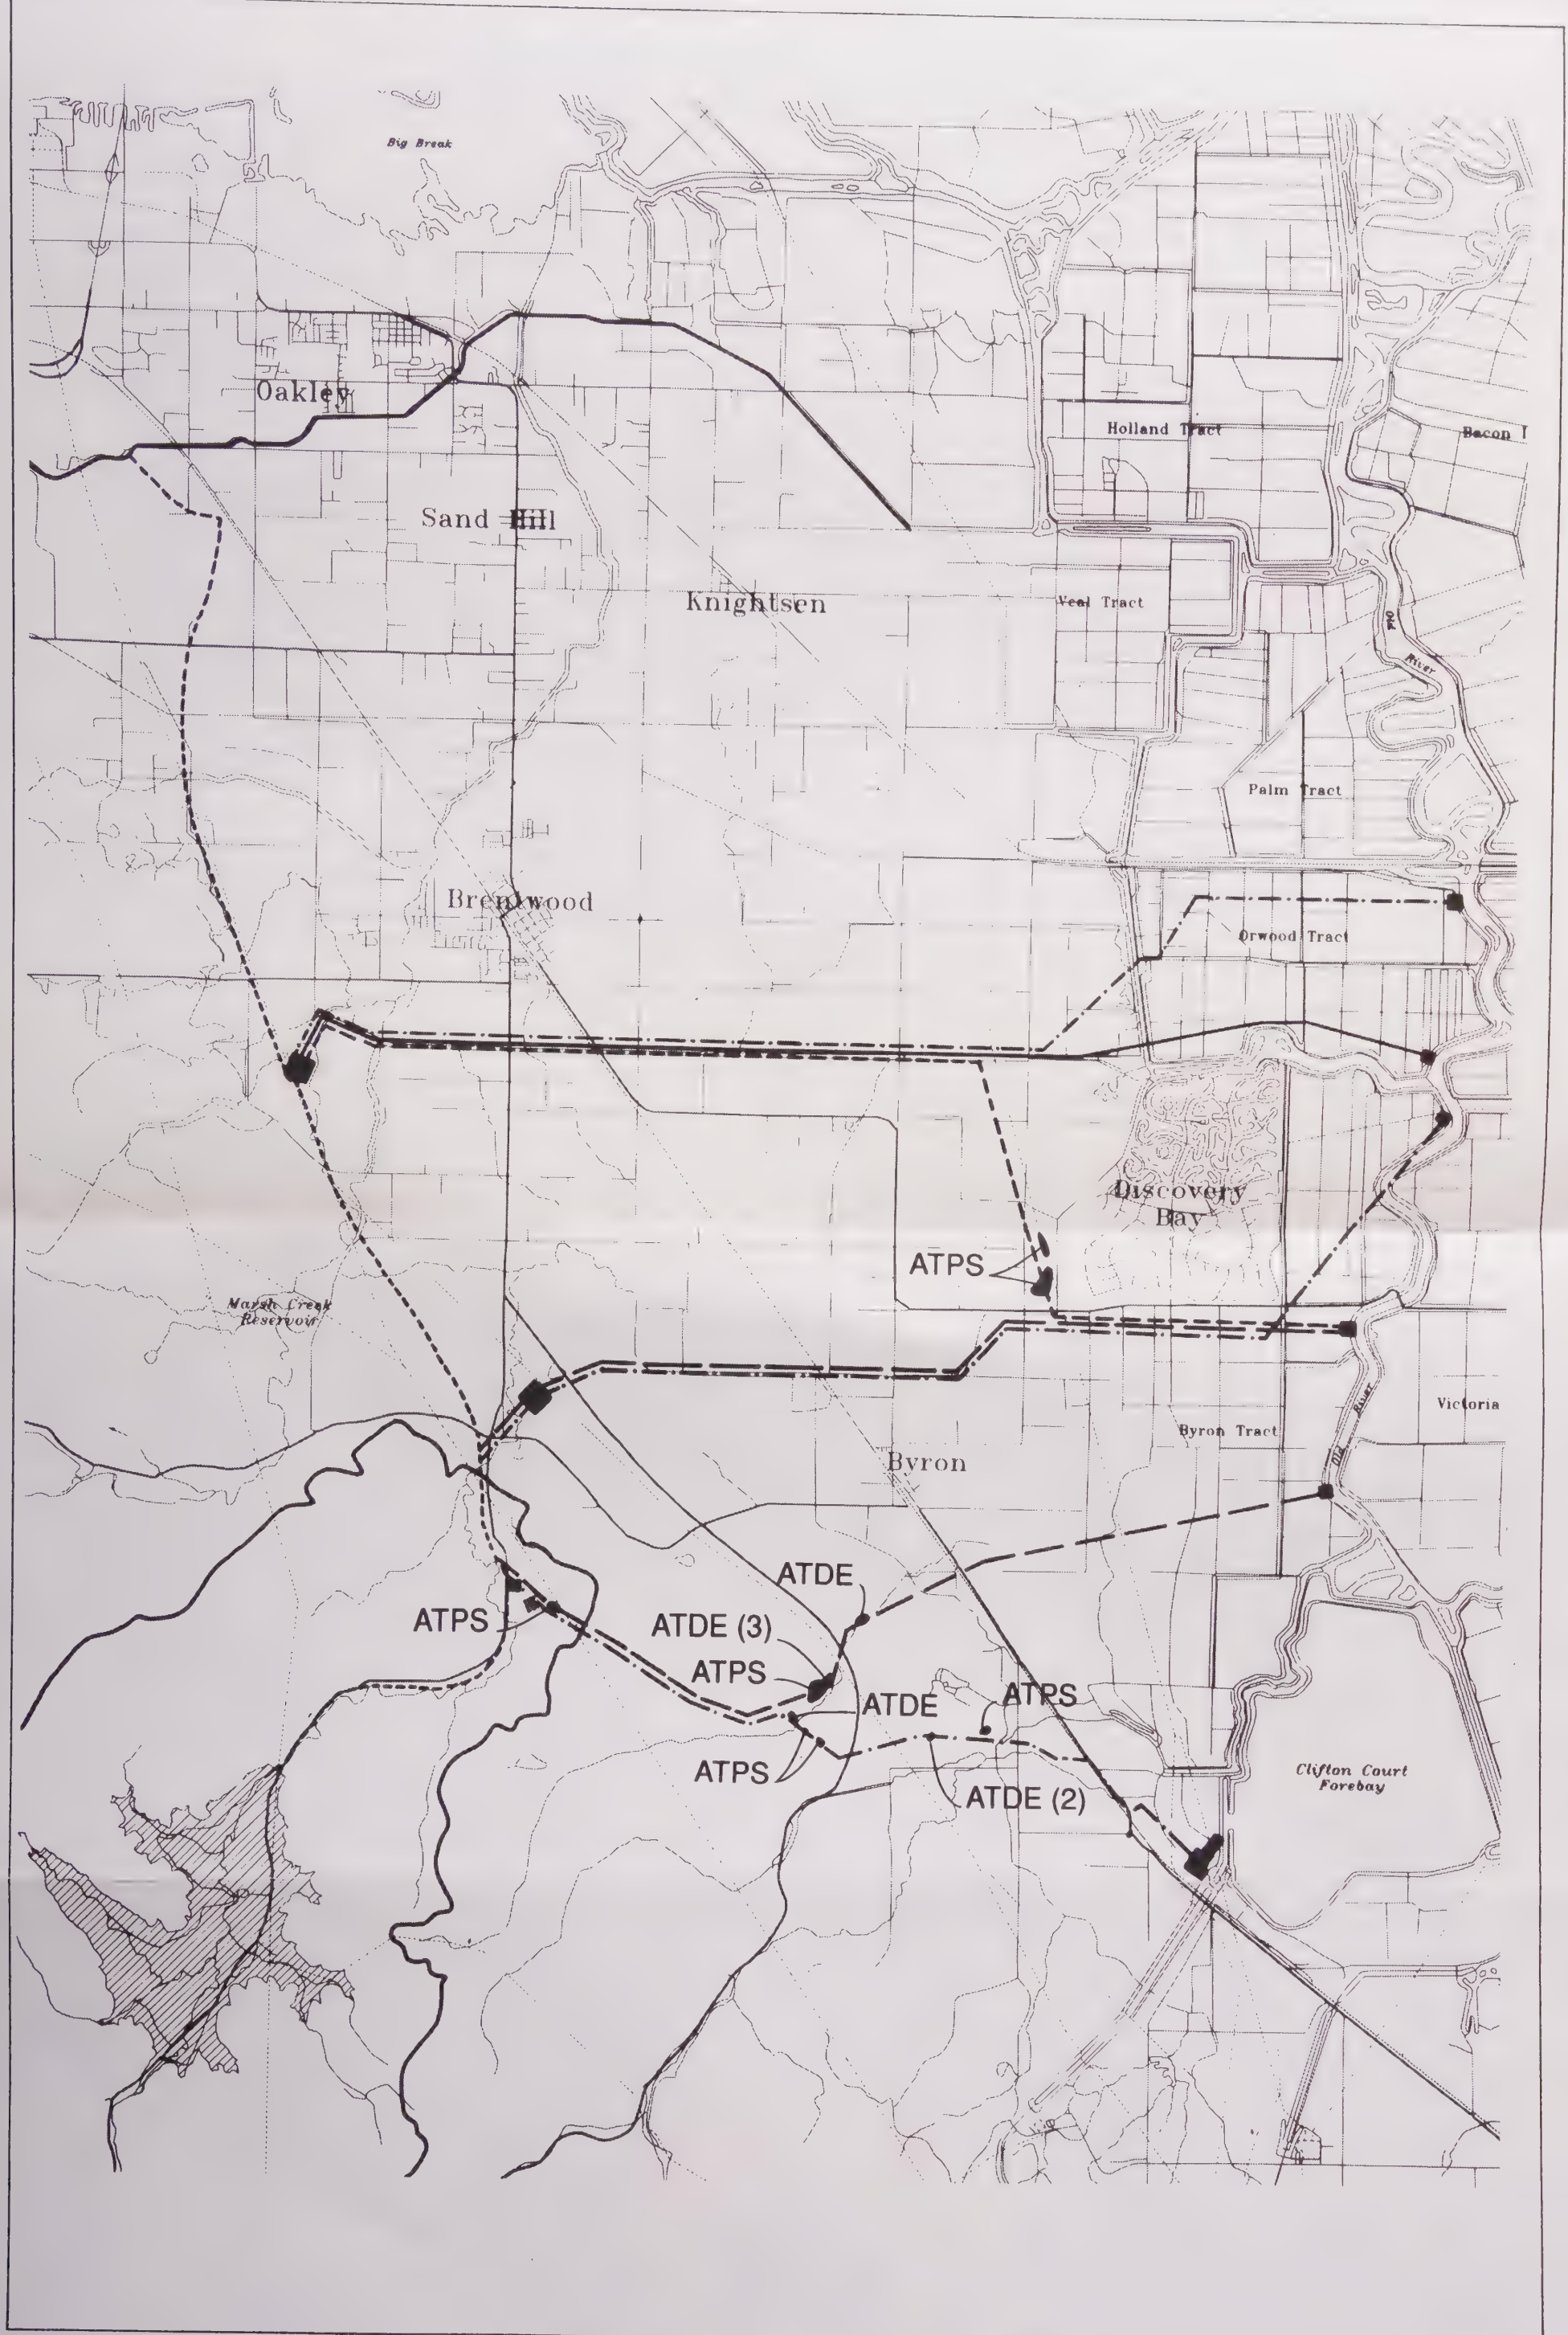 Big Break
Oakley
Holland Tract
Bacon I
Sand Hill
Knightsen
Veal Tract
Old
River
Palm Tract
Brentwood
Orwood Tract
Discovery
Bay
ATPS
Marsh Creek
Reservoir
Victoria
River
Old
Byron Tract
Byron
ATDE
ATPS
ATDE (3)
ATPS
ATDE
ATPS
ATPS
ATDE (2)
Clifton Court
Forebay